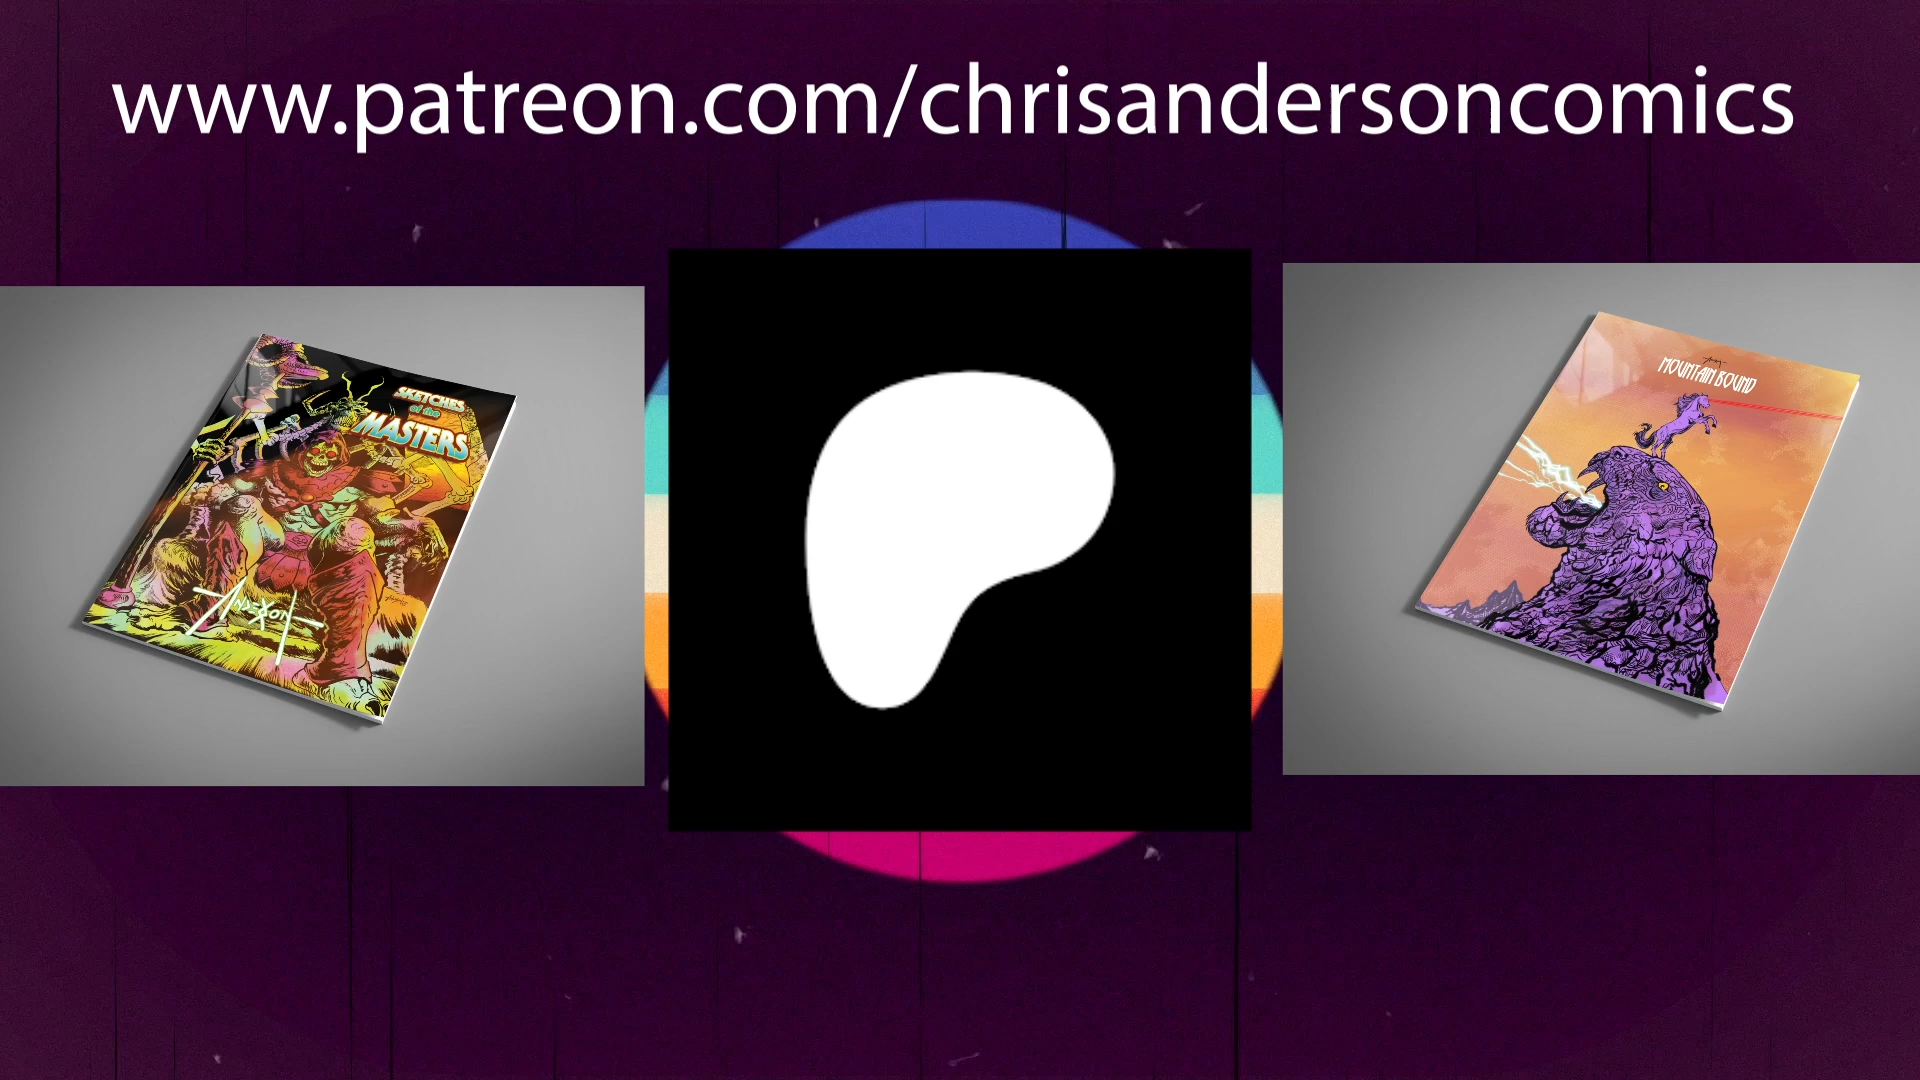 www.patreon.com/chrisandersoncomics
SKETCHES
of the
MASTERS
ANDERSON
MOUNTAIN BOUND